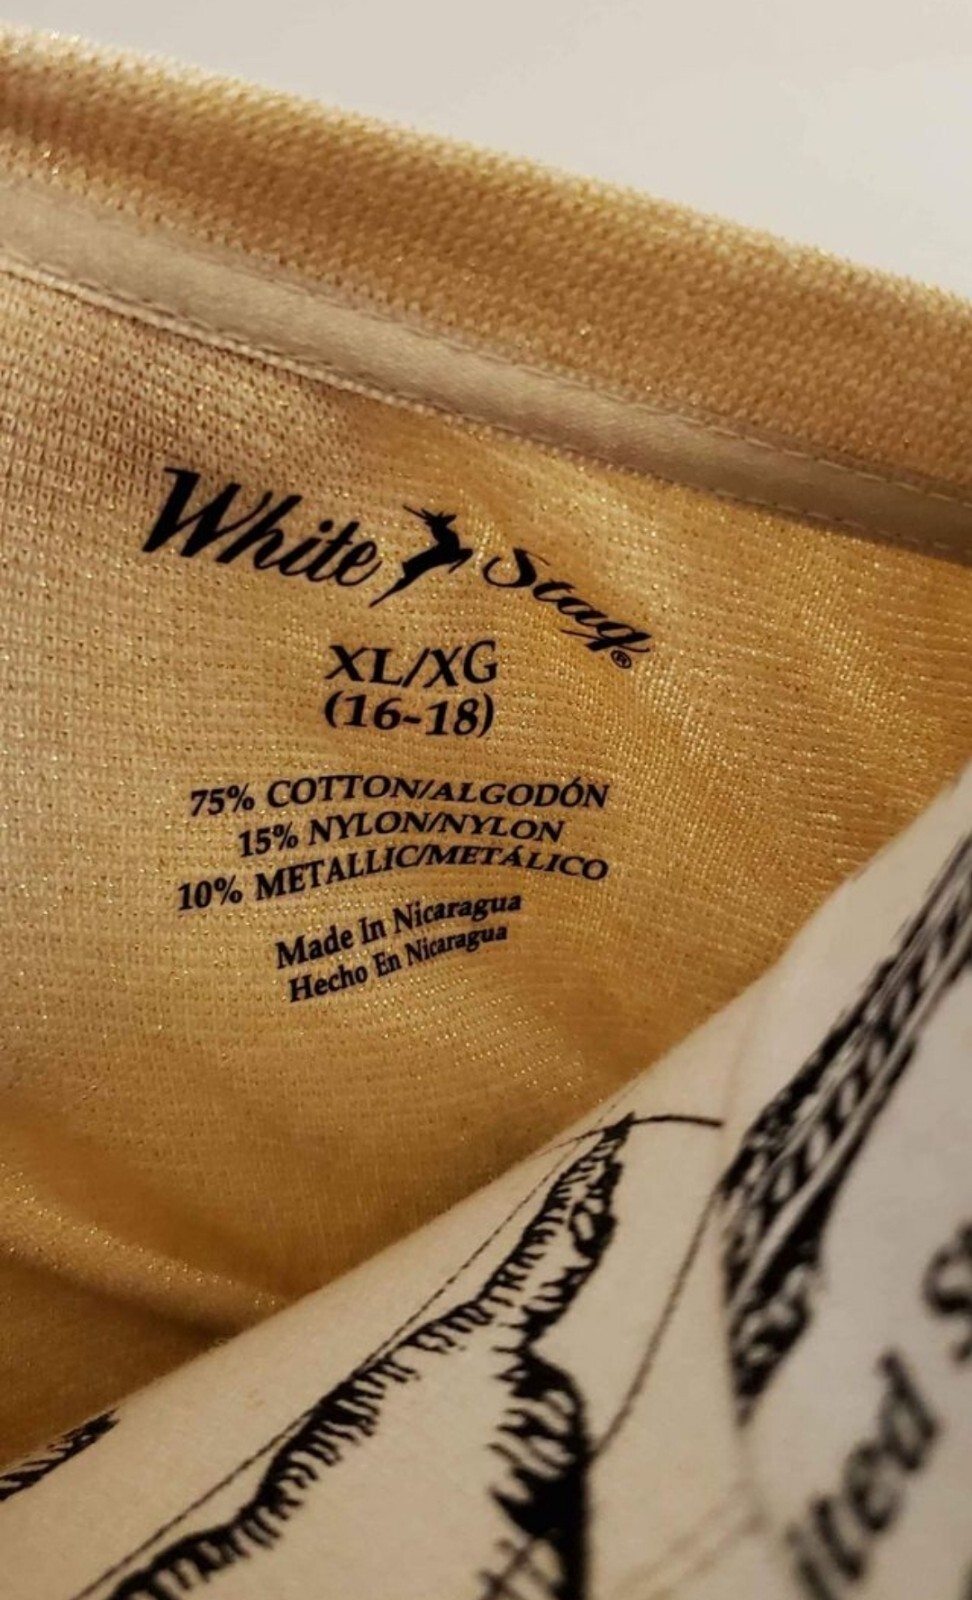 White Stag®
XL/XG
(16-18)
75% COTTON/ALGODÓN
15% NYLON/NYLON
10% METALLIC/METÁLICO
Made In Nicaragua
Hecho En Nicaragua